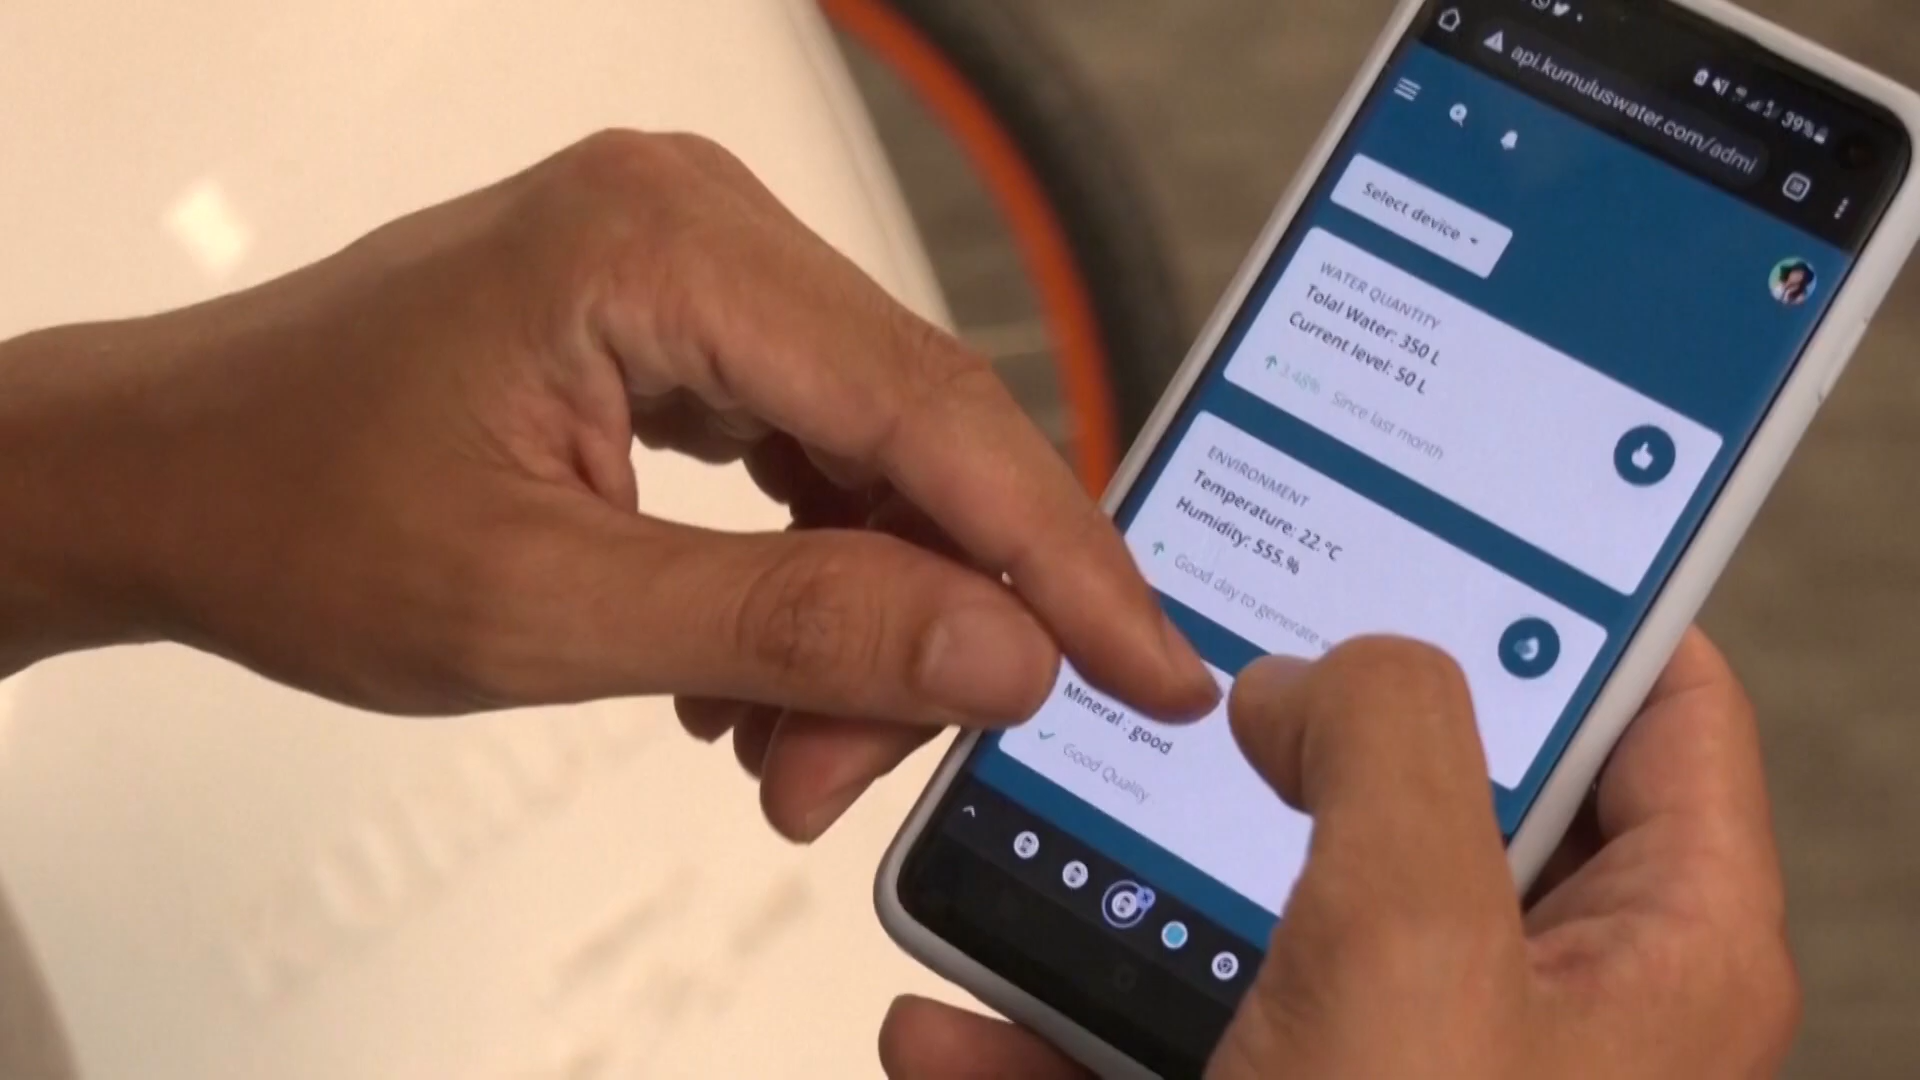 39%
api.kumuluswater.com/admi
Select device
WATER QUANTITY
Tolal Water: 350 L
Current level: 50 L
3.48% Since last month
ENVIRONMENT
Temperature: 22.°C
Humidity: 555.%
Good day to generate
Mineral : good
Good Quality